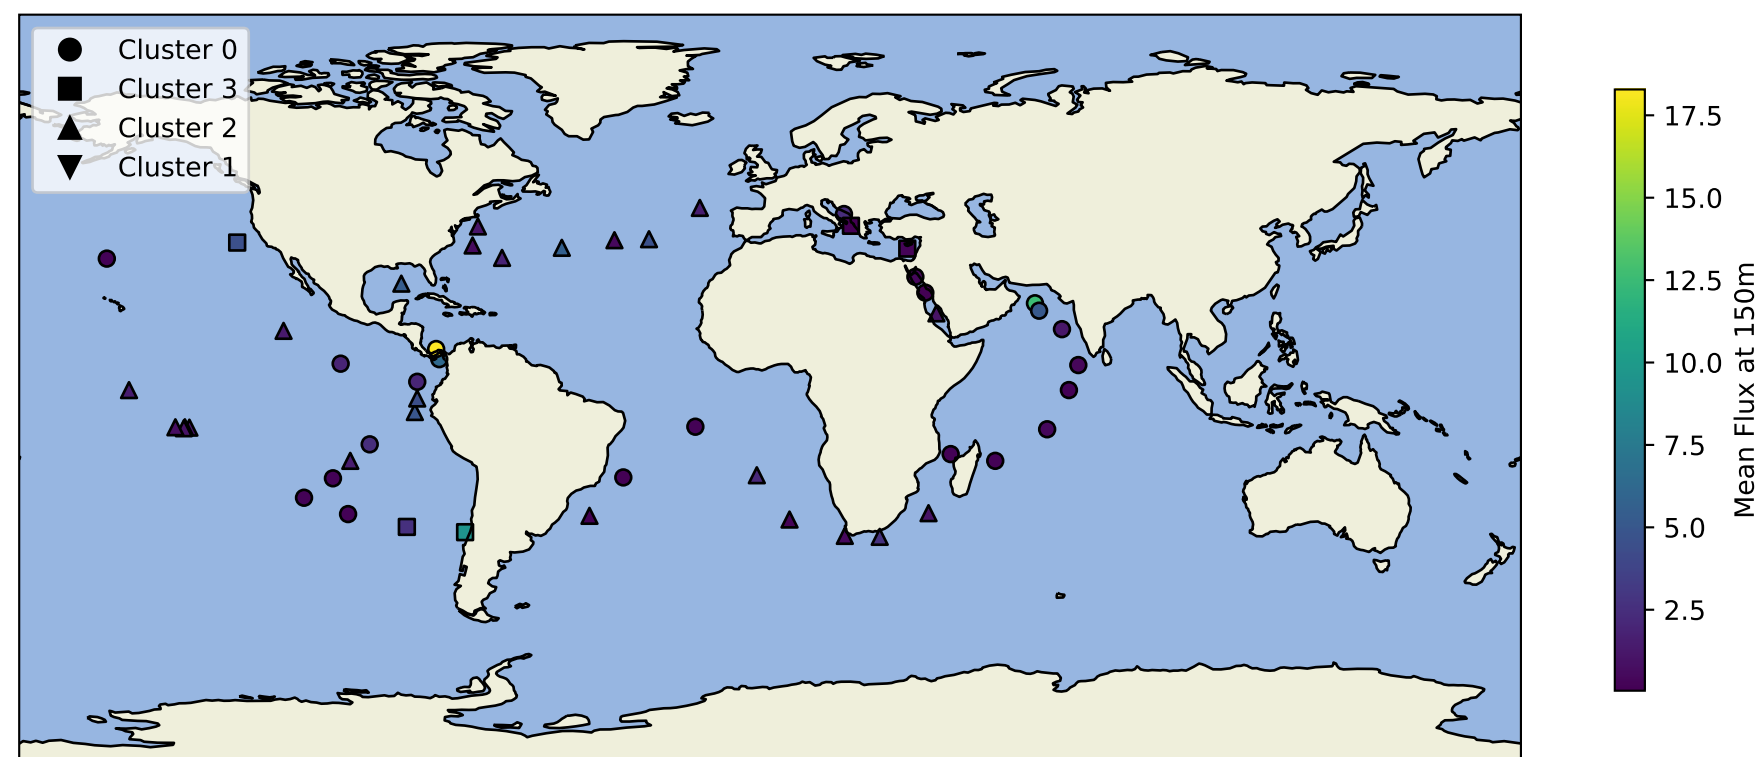 Cluster 0
Cluster 3
Cluster 2
Cluster 1
17.5
15.0
12.5
10.0
7.5
5.0
2.5
Mean Flux at 150m